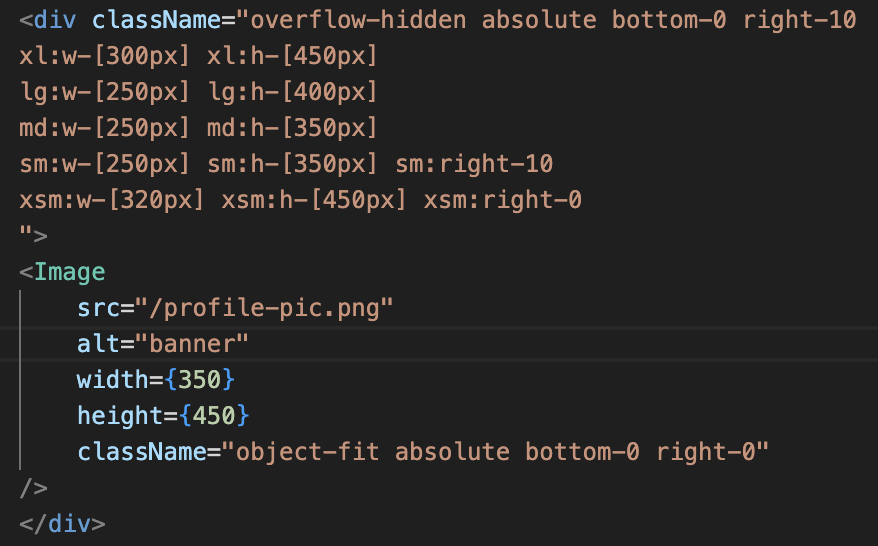 <div className="overflow-hidden absolute bottom-0 right-10
xl:w-[300px] xl:h-[450px]
lg:w-[250px] lg:h-[400px]
md:w-[250px] md:h-[350px]
sm:w-[250px] sm:h-[350px] sm:right-10
xsm:w-[320px] xsm:h-[450px] xsm:right-0
">
<Image
    src="/profile-pic.png"
    alt="banner"
    width={350}
    height={450}
    className="object-fit absolute bottom-0 right-0"
/>
</div>